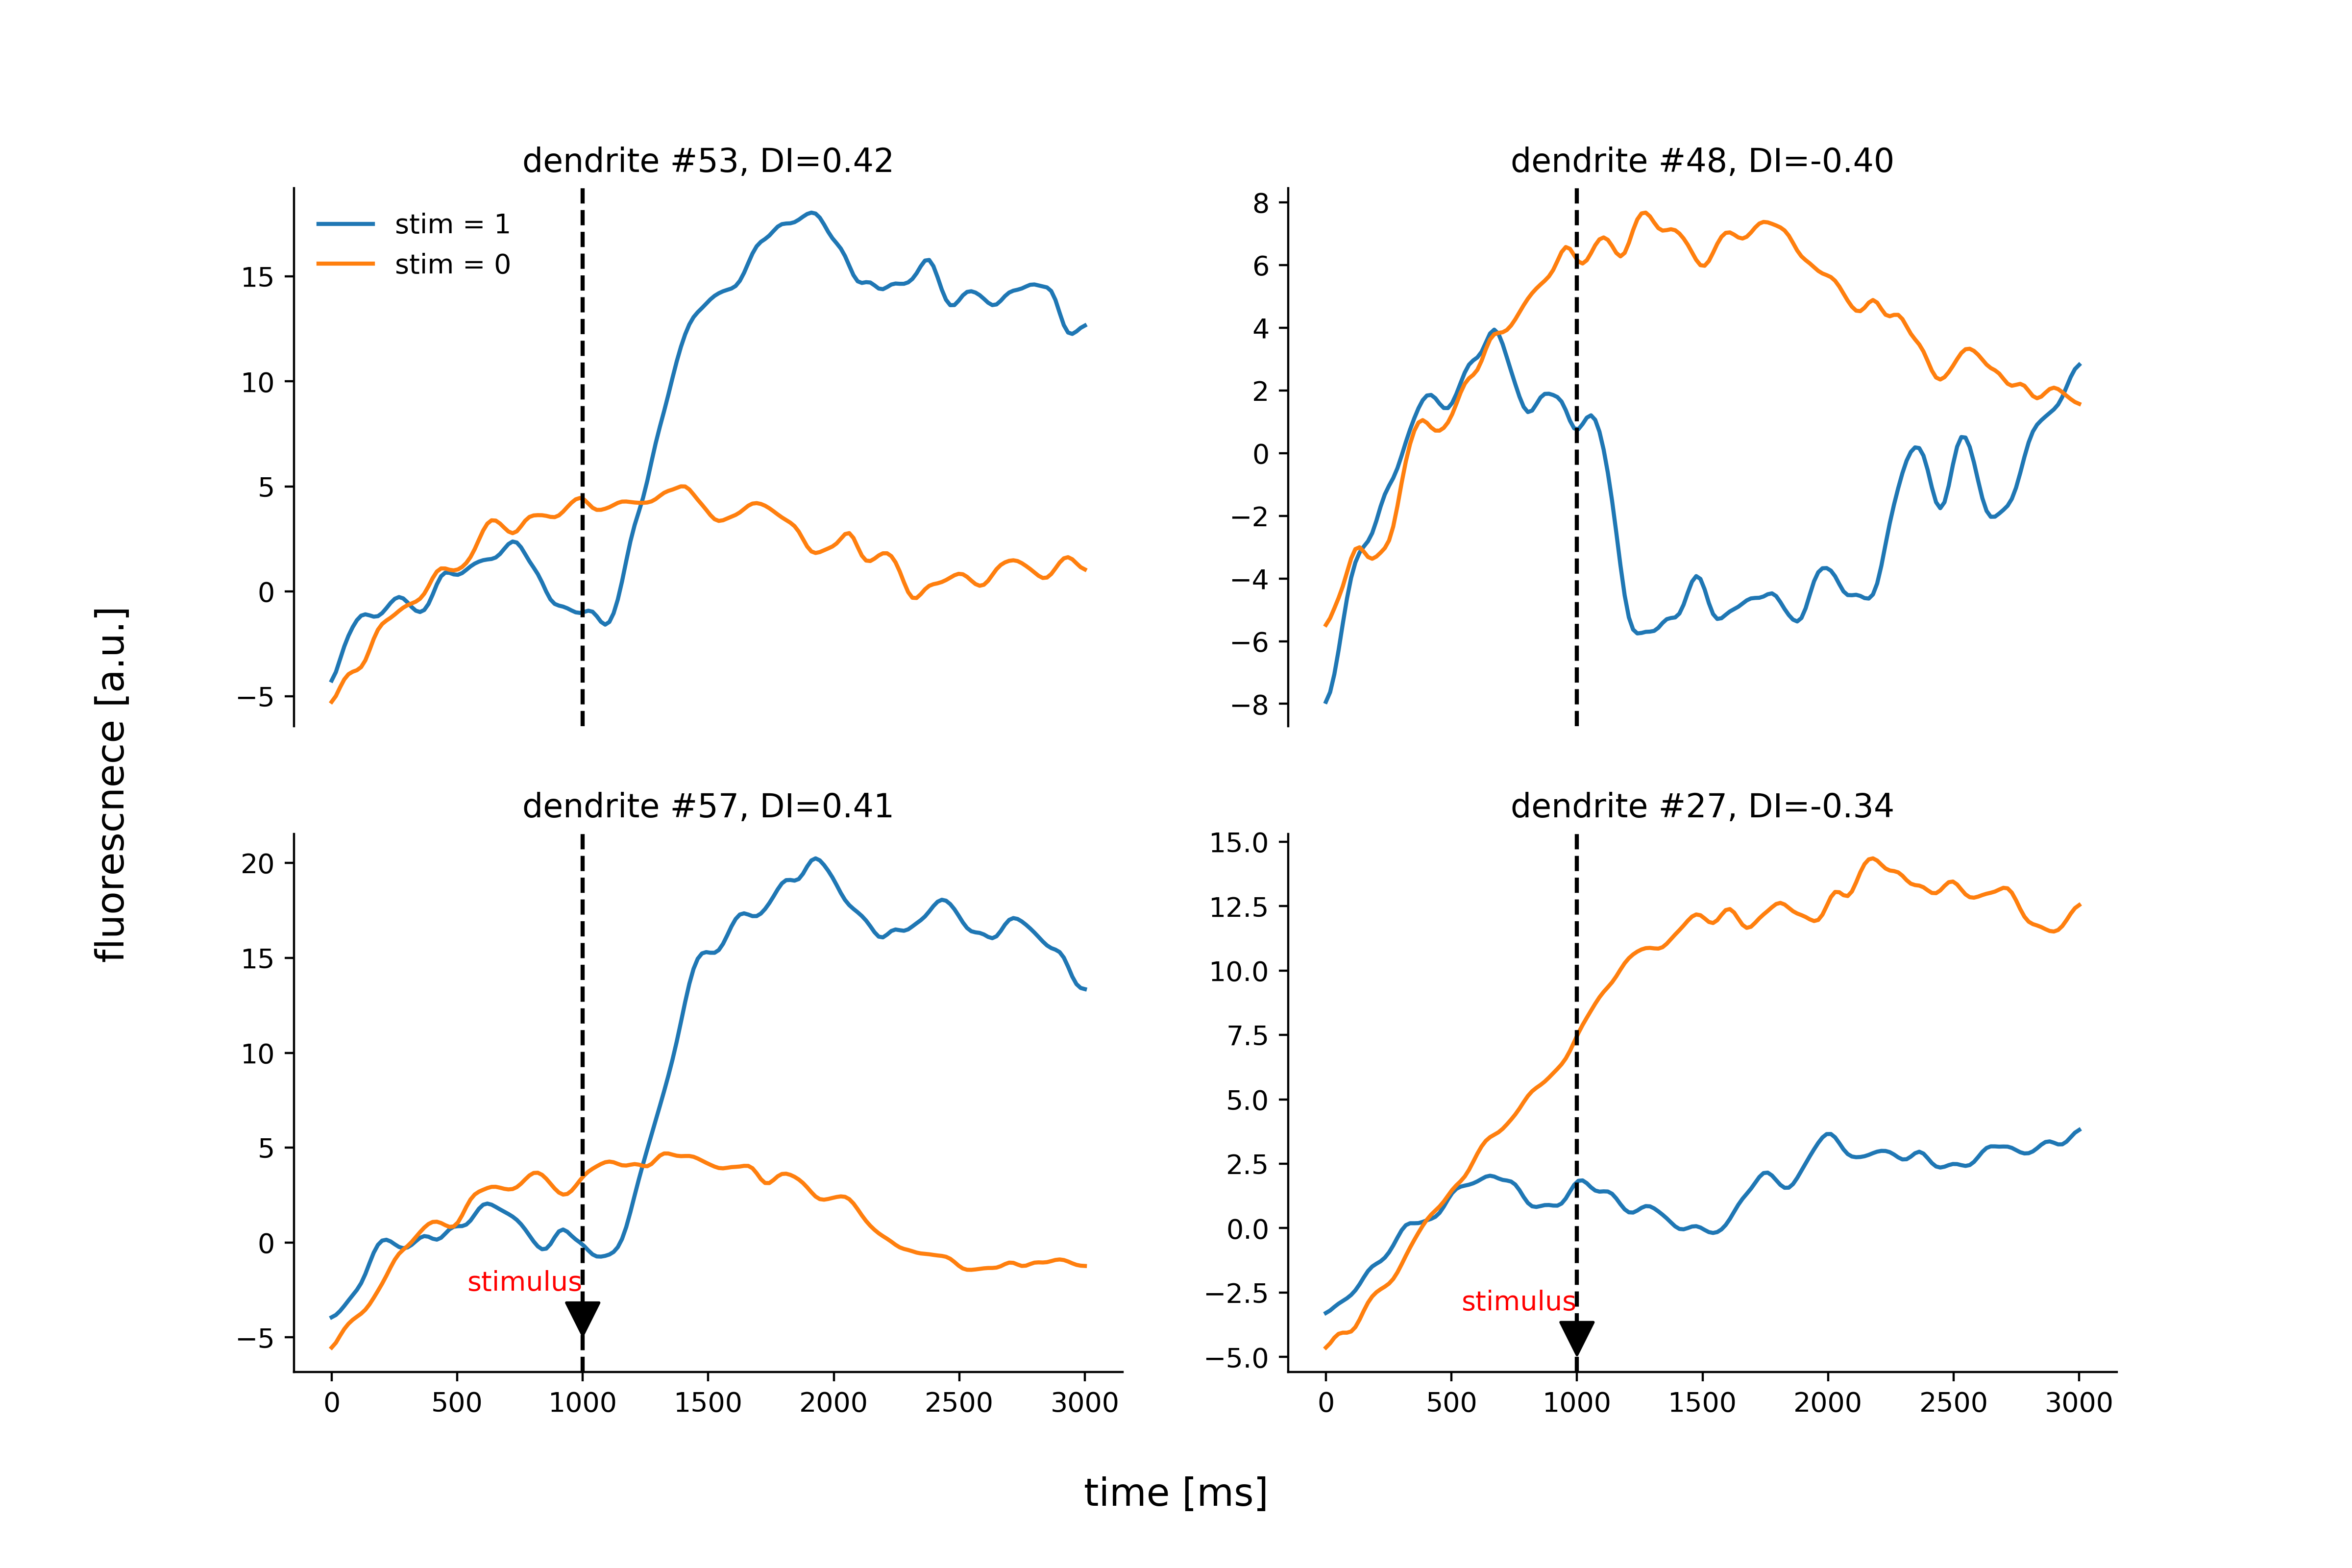 dendrite #53, DI=0.42
stim = 1
stim = 0
15
10
5
0
−5
dendrite #48, DI=-0.40
8
6
4
2
0
−2
−4
−6
−8
fluorescnece [a.u.]
dendrite #57, DI=0.41
20
15
10
5
0
−5
stimulus
0 500 1000 1500 2000 2500 3000
dendrite #27, DI=-0.34
15.0
12.5
10.0
7.5
5.0
2.5
0.0
−2.5
−5.0
stimulus
0 500 1000 1500 2000 2500 3000
time [ms]